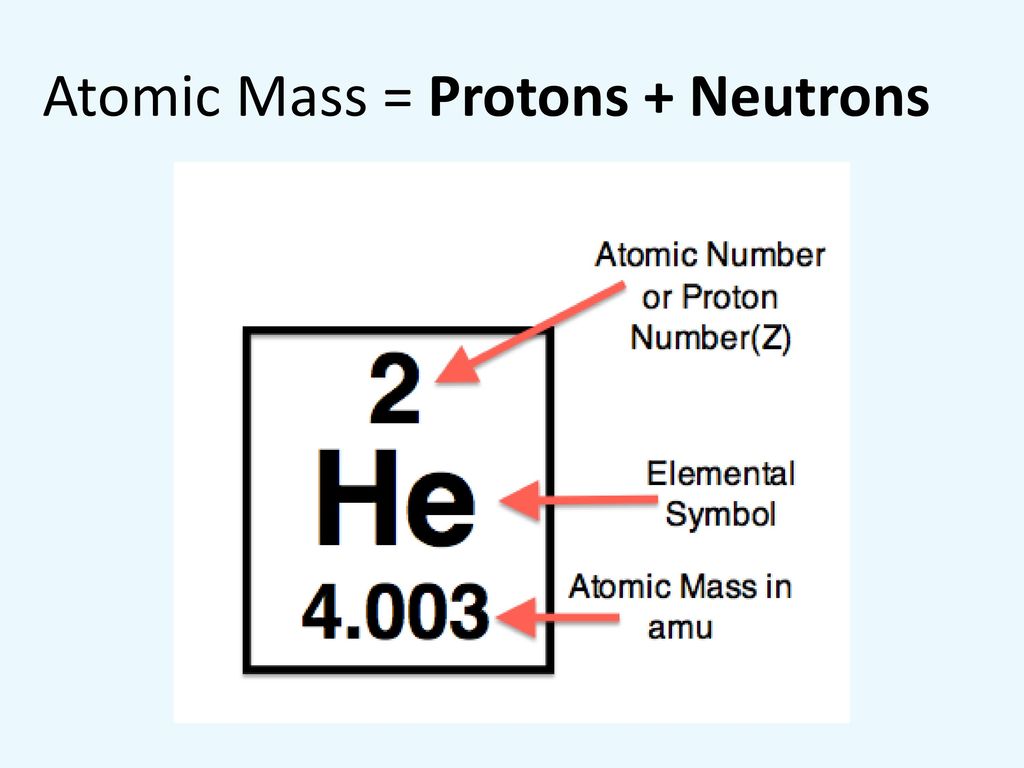 Atomic Mass = Protons + Neutrons
Atomic Number
or Proton
Number(Z)
2
He
Elemental
Symbol
4.003
Atomic Mass in
amu